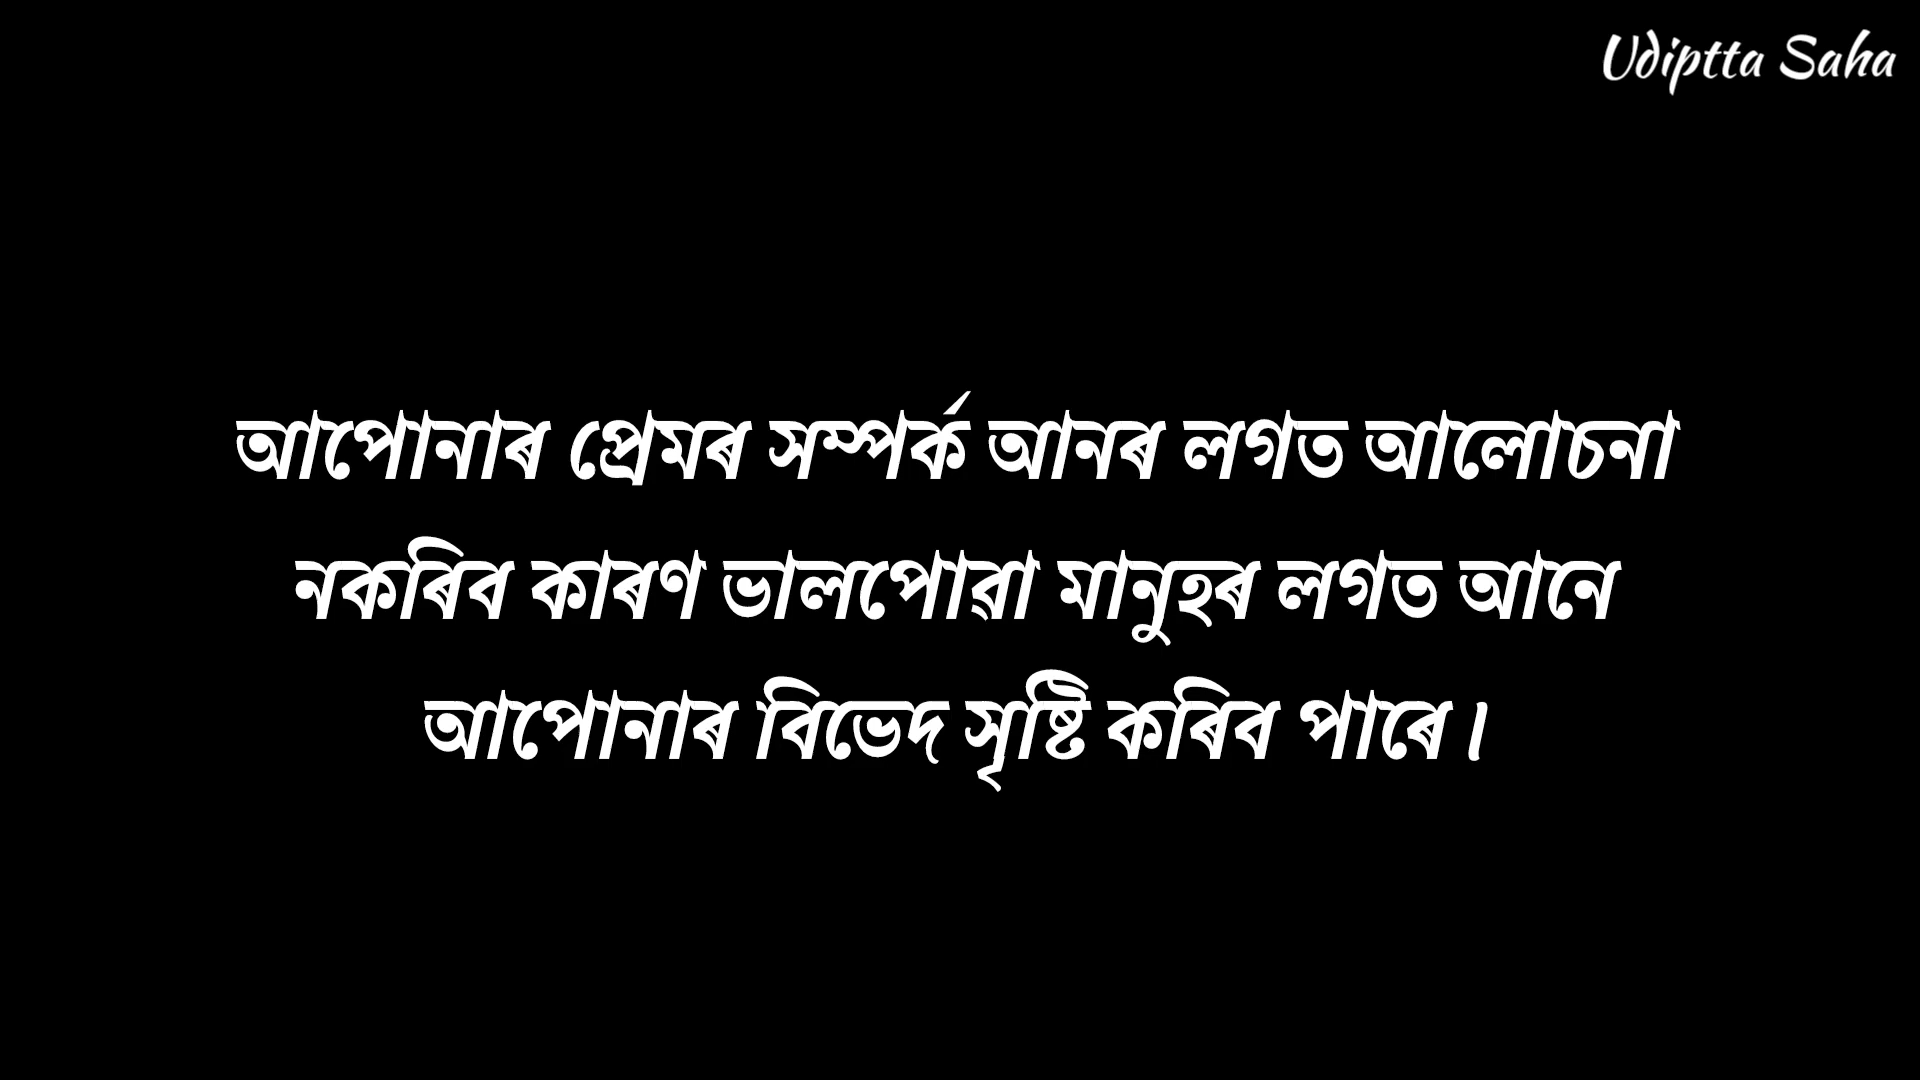 Udiptta Saha
আপোনাৰ প্ৰেমৰ সম্পৰ্ক আনৰ লগত আলোচনা
নকৰিব কাৰণ ভালপোৱা মানুহৰ লগত আনে
আপোনাৰ বিভেদ সৃষ্টি কৰিব পাৰে।